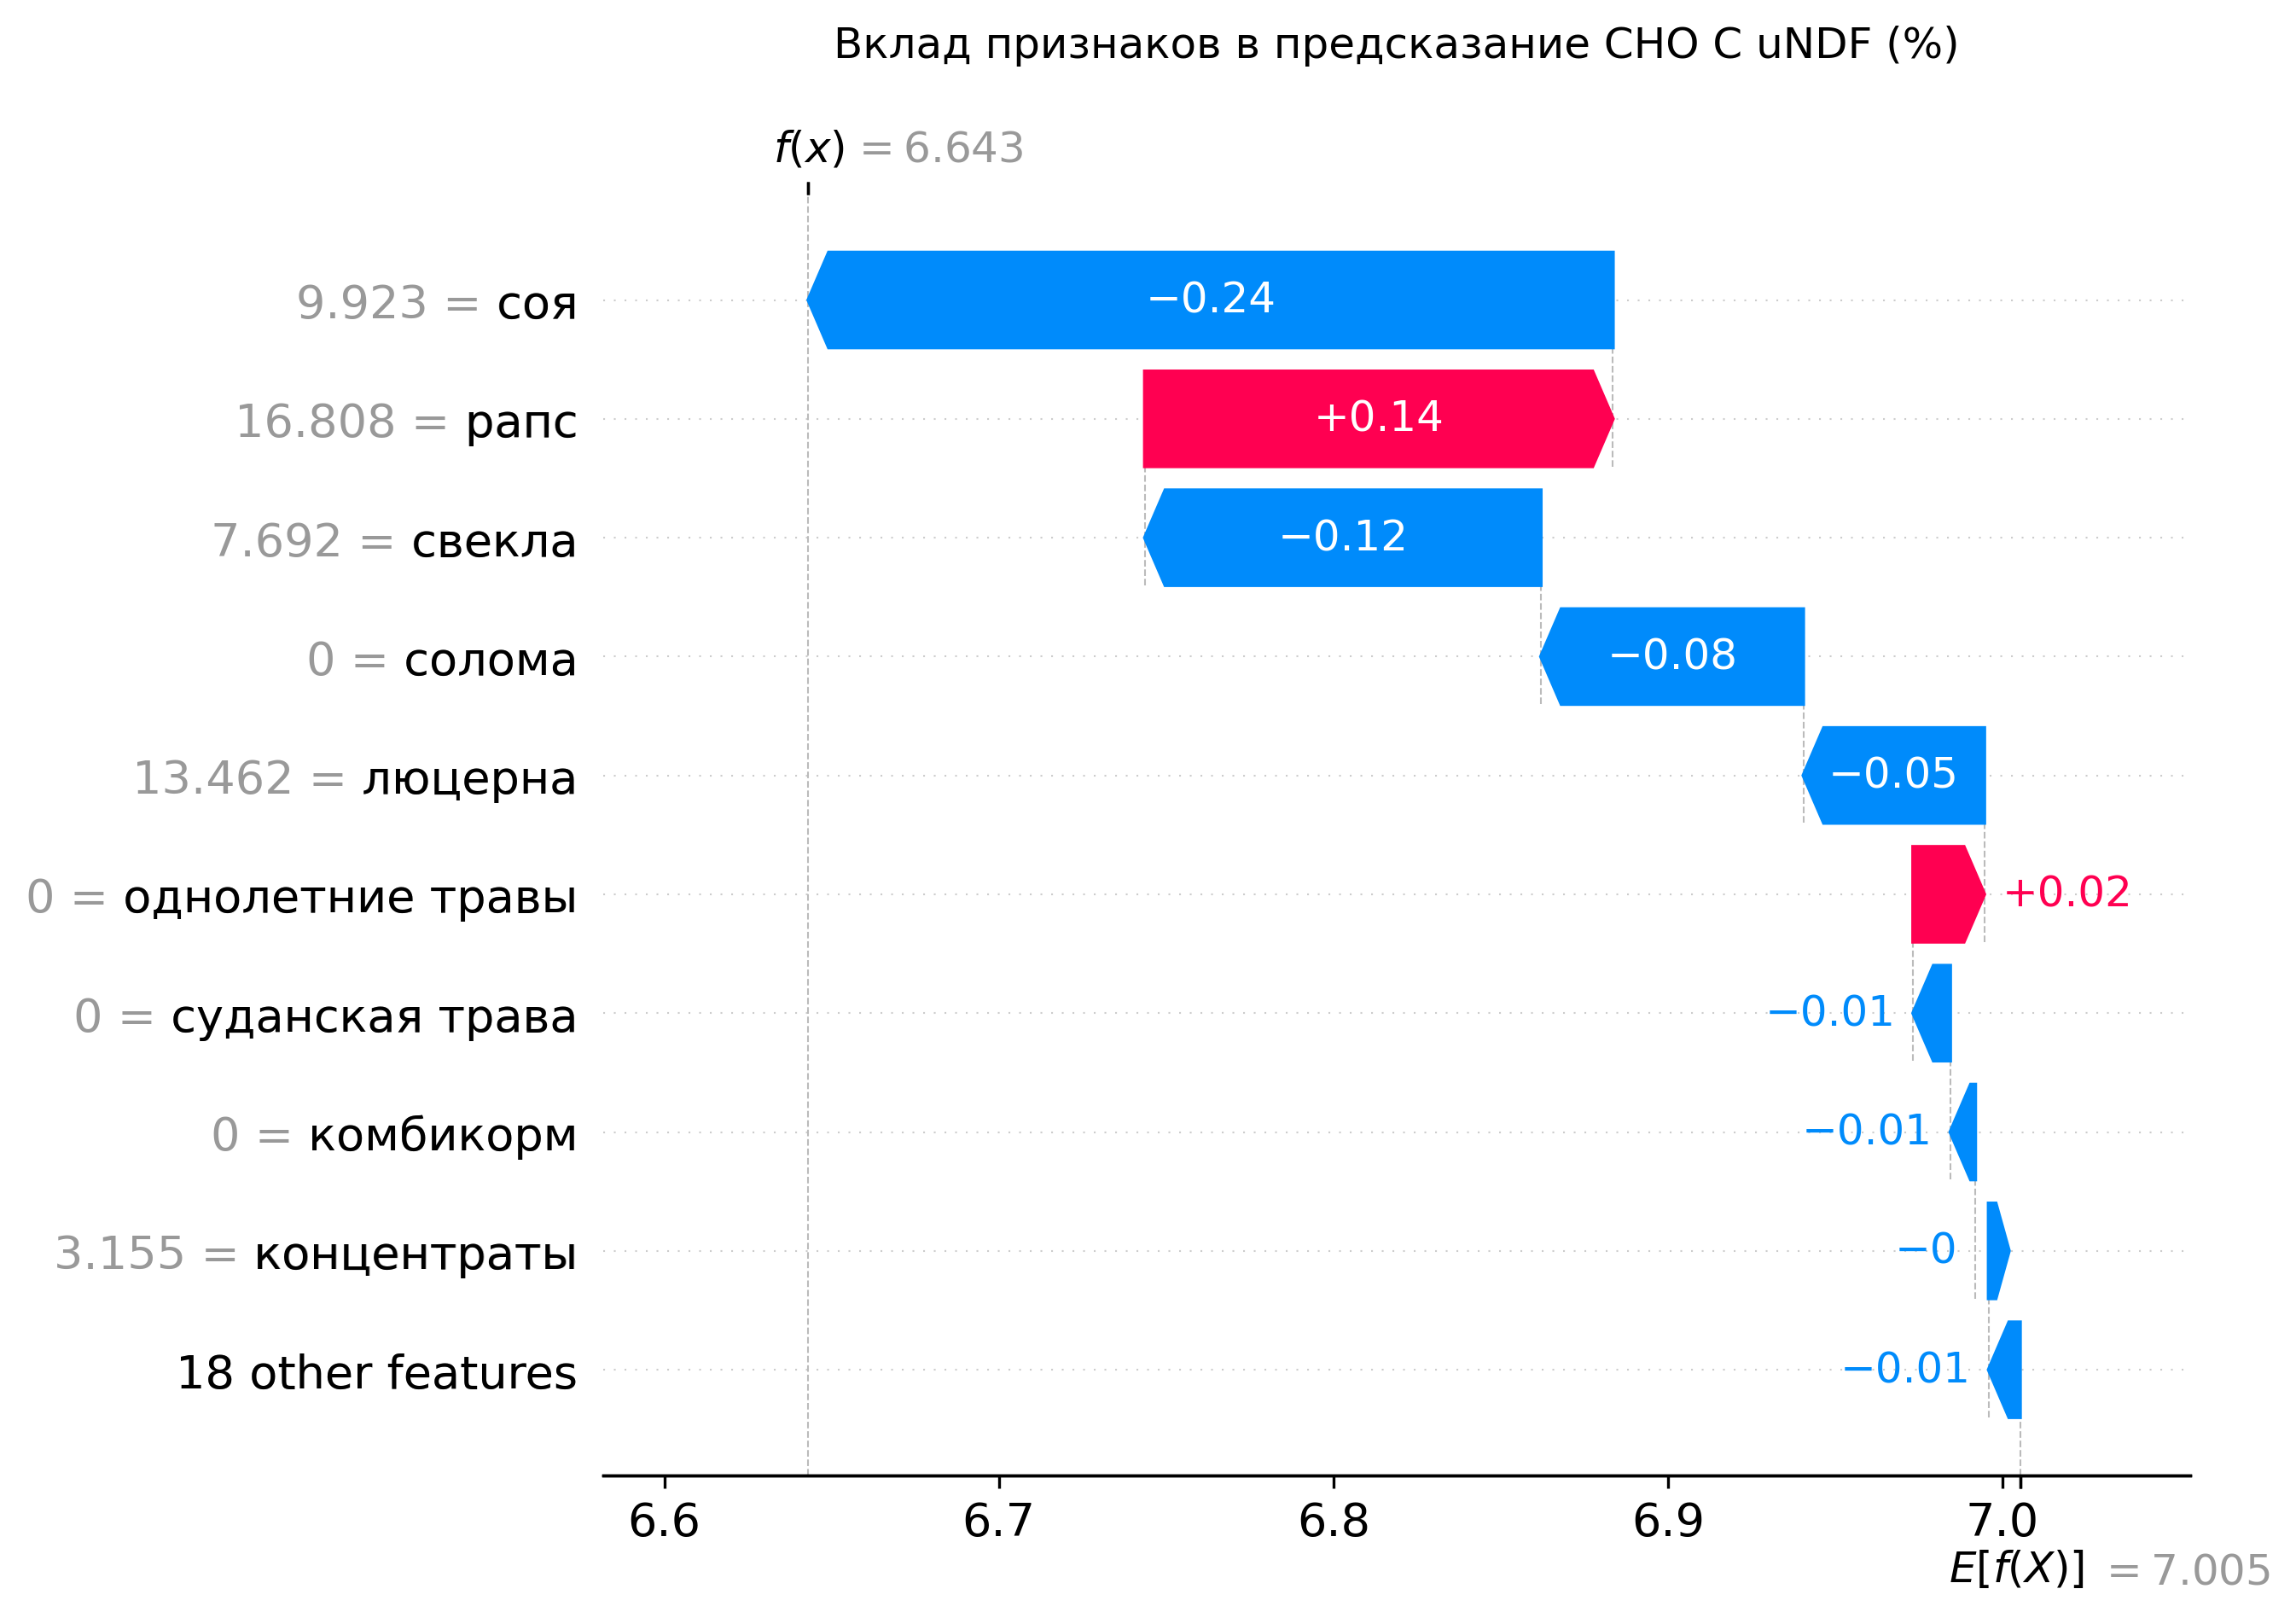 Вклад признаков в предсказание CHO C uNDF (%)
f(x) = 6.643
9.923 = соя
−0.24
16.808 = рапс
+0.14
7.692 = свекла
−0.12
0 = солома
−0.08
13.462 = люцерна
−0.05
0 = однолетние травы
+0.02
0 = суданская трава
−0.01
0 = комбикорм
−0.01
3.155 = концентраты
−0
18 other features
−0.01
6.6 6.7 6.8 6.9 7.0
E[f(X)] = 7.005